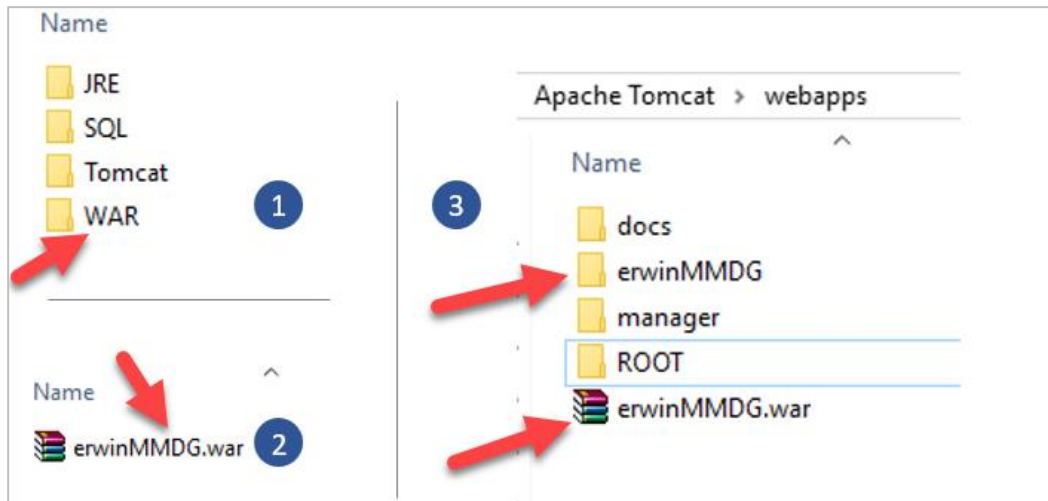 Name
JRE
SQL
Tomcat
WAR
1
Name
erwinMMDG.war
2
3
Apache Tomcat > webapps
Name
docs
erwinMMDG
manager
ROOT
erwinMMDG.war